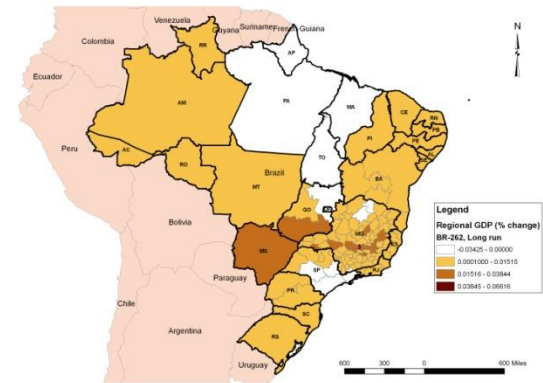 Venezuela
Guyana
Suriname
French Guiana
Colombia
Ecuador
Peru
Brazil
Bolivia
Paraguay
Chile
Argentina
Uruguay
N
RR
AP
AM
PA
MA
CE
RN
PB
PE
AL
PI
AC
RO
TO
MT
BA
GO
MG
ES
MS
SP
RJ
PR
SC
RS
Legend
Regional GDP (% change)
BR-262, Long run
-0.03425 - 0.00000
0.0001000 - 0.01515
0.01516 - 0.03844
0.03845 - 0.06816
600 300 0 600 Miles